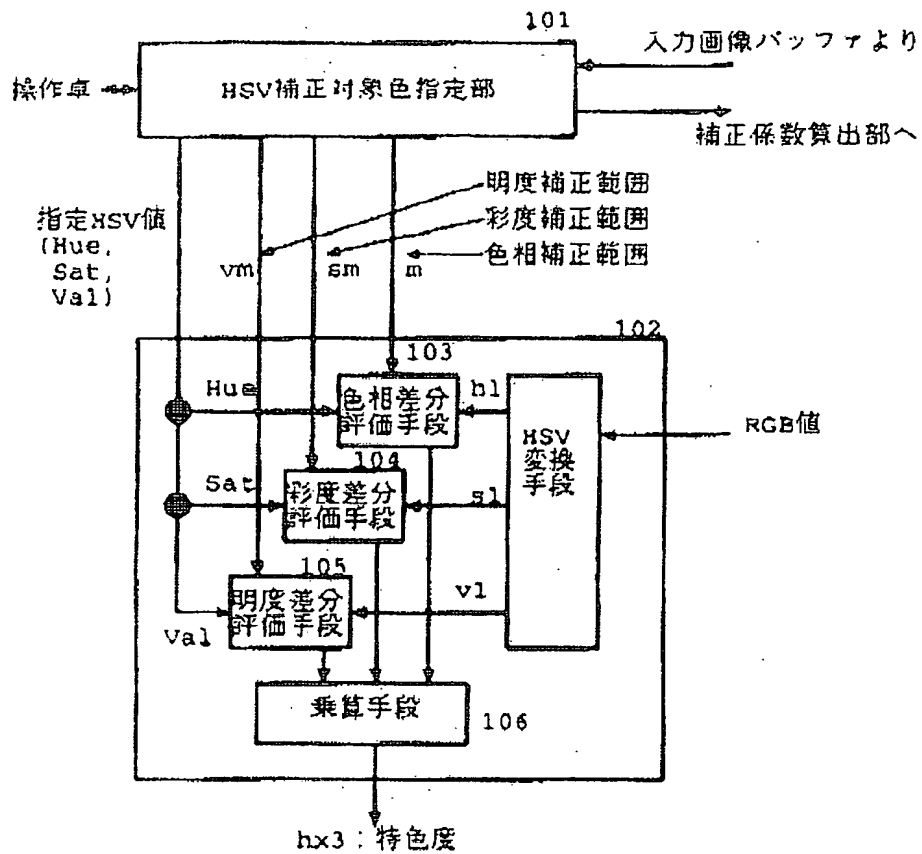 101
入力画像バッファより
操作卓
HSV補正対象色指定部
補正係数算出部へ
明度補正範囲
指定HSV値
(Hue,
Sat,
Val)
彩度補正範囲
vm
sm
m
色相補正範囲
102
103
Hue
色相差分
評価手段
h1
HSV
変換
手段
RGB値
104
Sat
彩度差分
評価手段
s1
105
明度差分
評価手段
v1
Val
乗算手段
106
hx3:特色度